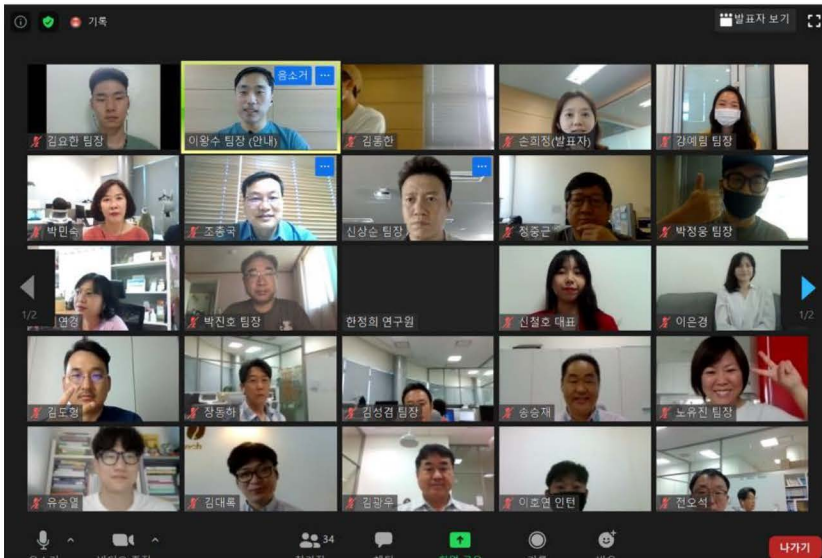 기록
발표자 보기
음소거 ...
김요한 팀장
이왕수 팀장 (안내)
김통한
손희정(발표자)
강예림 팀장
...
...
박민숙
조충국
신상순 팀장
정중근
박정웅 팀장
1/2
연경
박진호 팀장
한정희 연구원
신철호 대표
이은경
1/2
김도형
장동하
김성겸 팀장
송승재
노유진 팀장
유승열
김대록
김광우
이호연 인턴
전오석
34
나가기